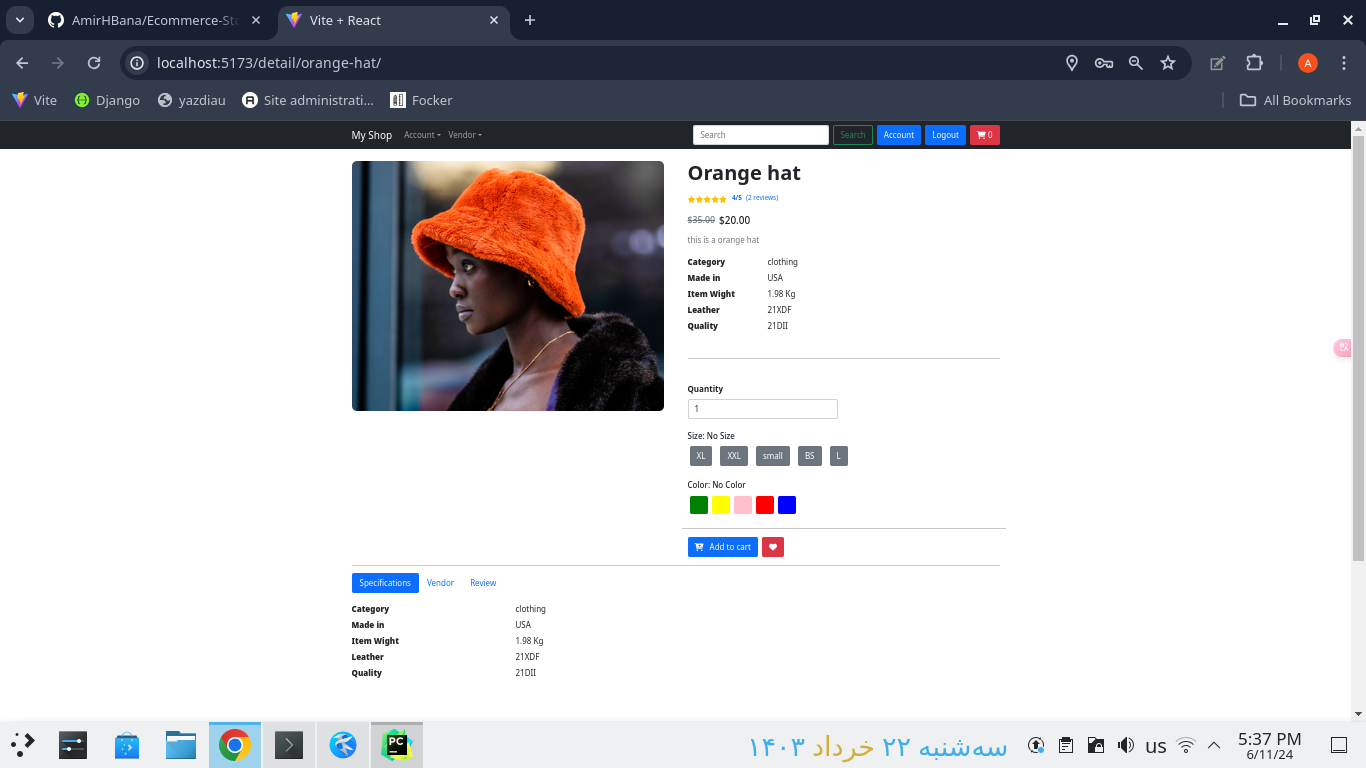 AmirHBana/Ecommerce-Sto
Vite + React
localhost:5173/detail/orange-hat/
A
Vite
Django
yazdiau
Site administrati...
Focker
All Bookmarks
My Shop
Account
Vendor
Search
Search
Account
Logout
0
Orange hat
4/5 (2 reviews)
$35.00 $20.00
this is a orange hat
Category clothing
Made in USA
Item Wight 1.98 Kg
Leather 21XDF
Quality 21DII
Quantity
1
Size: No Size
XL XXL small BS L
Color: No Color
Add to cart
Specifications Vendor Review
Category clothing
Made in USA
Item Wight 1.98 Kg
Leather 21XDF
Quality 21DII
PC
سه‌شنبه ۲۲ خرداد ۱۴۰۳
us
5:37 PM
6/11/24